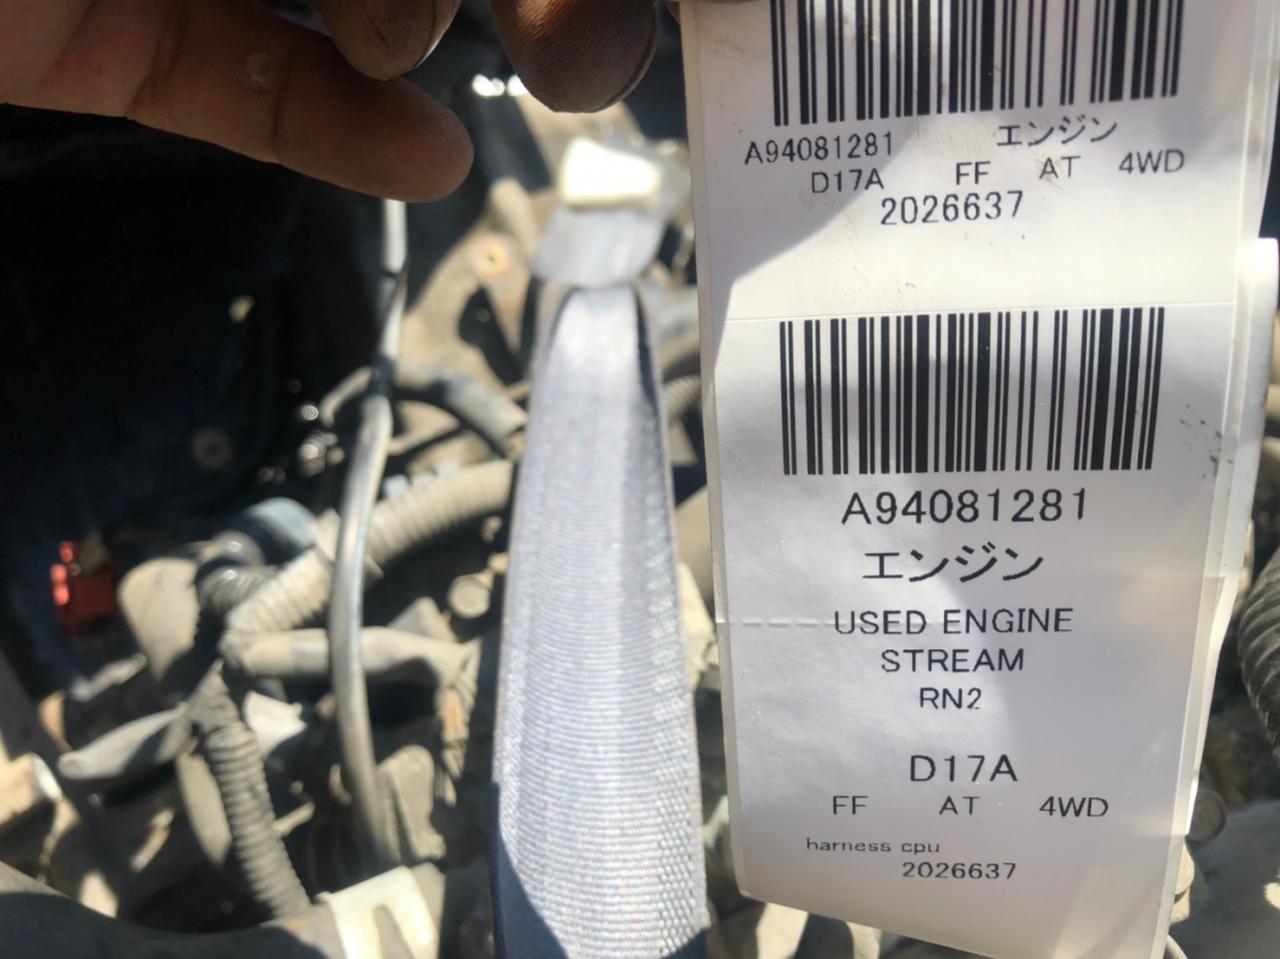 A94081281 エンジン
D17A FF AT 4WD
2026637
A94081281
エンジン
USED ENGINE
STREAM
RN2
D17A
FF AT 4WD
harness cpu
2026637